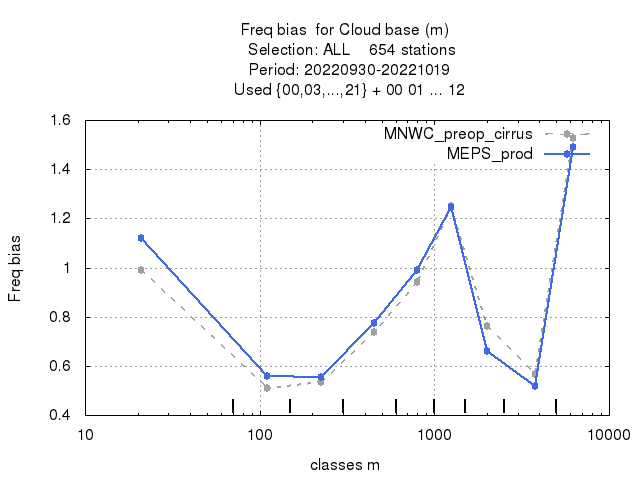 Freq bias  for Cloud base (m)
Selection: ALL    654 stations
Period: 20220930-20221019
Used {00,03,...,21} + 00 01 ... 12
MNWC_preop_cirrus
MEPS_prod
Freq bias
1.6
1.4
1.2
1
0.8
0.6
0.4
10
100
1000
10000
classes m